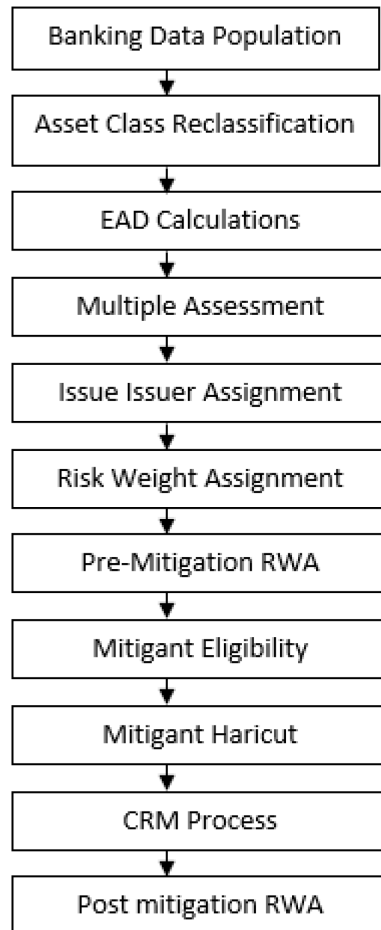 Banking Data Population
Asset Class Reclassification
EAD Calculations
Multiple Assessment
Issue Issuer Assignment
Risk Weight Assignment
Pre-Mitigation RWA
Mitigant Eligibility
Mitigant Haricut
CRM Process
Post mitigation RWA